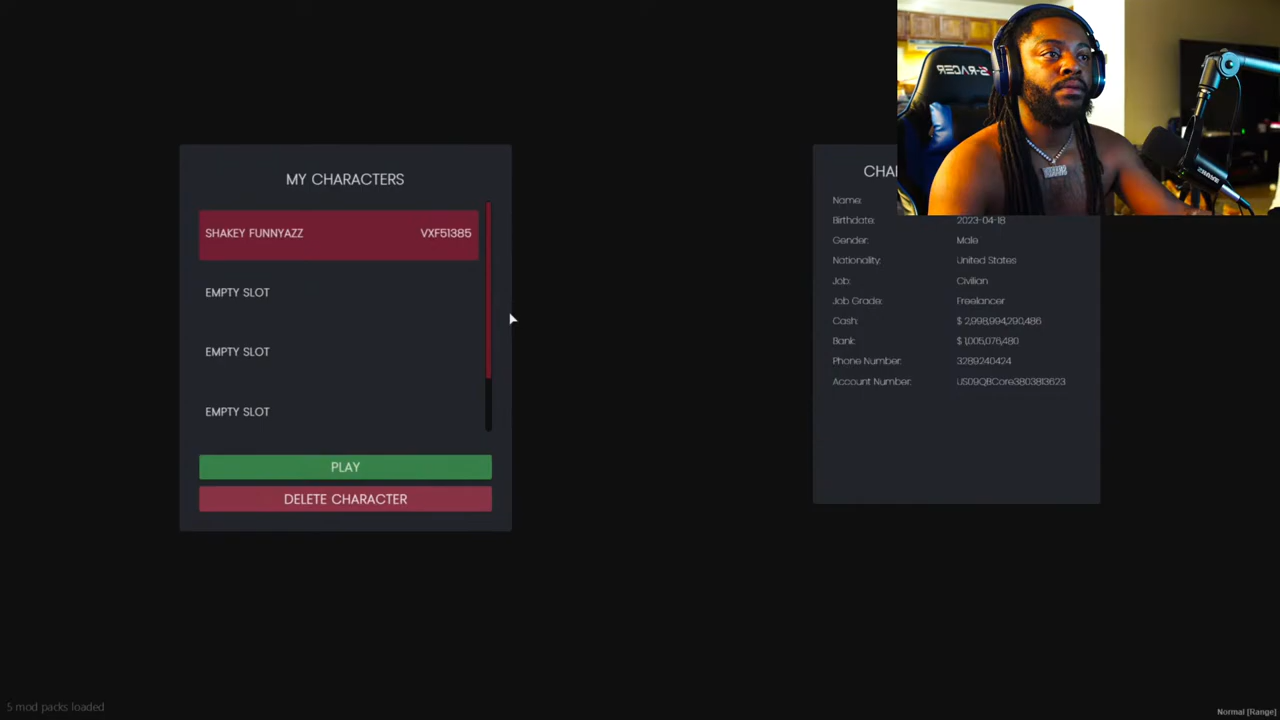 MY CHARACTERS
SHAKEY FUNNYAZZ VXF51385
EMPTY SLOT
EMPTY SLOT
EMPTY SLOT
PLAY
DELETE CHARACTER
CHA
Name:
Birthdate: 2023-04-18
Gender: Male
Nationality: United States
Job: Civilian
Job Grade: Freelancer
Cash: $ 2,998,994,290,486
Bank: $ 1,005,076,480
Phone Number: 3289240424
Account Number: US09QBCore3803813623
5 mod packs loaded
Normal [Range]